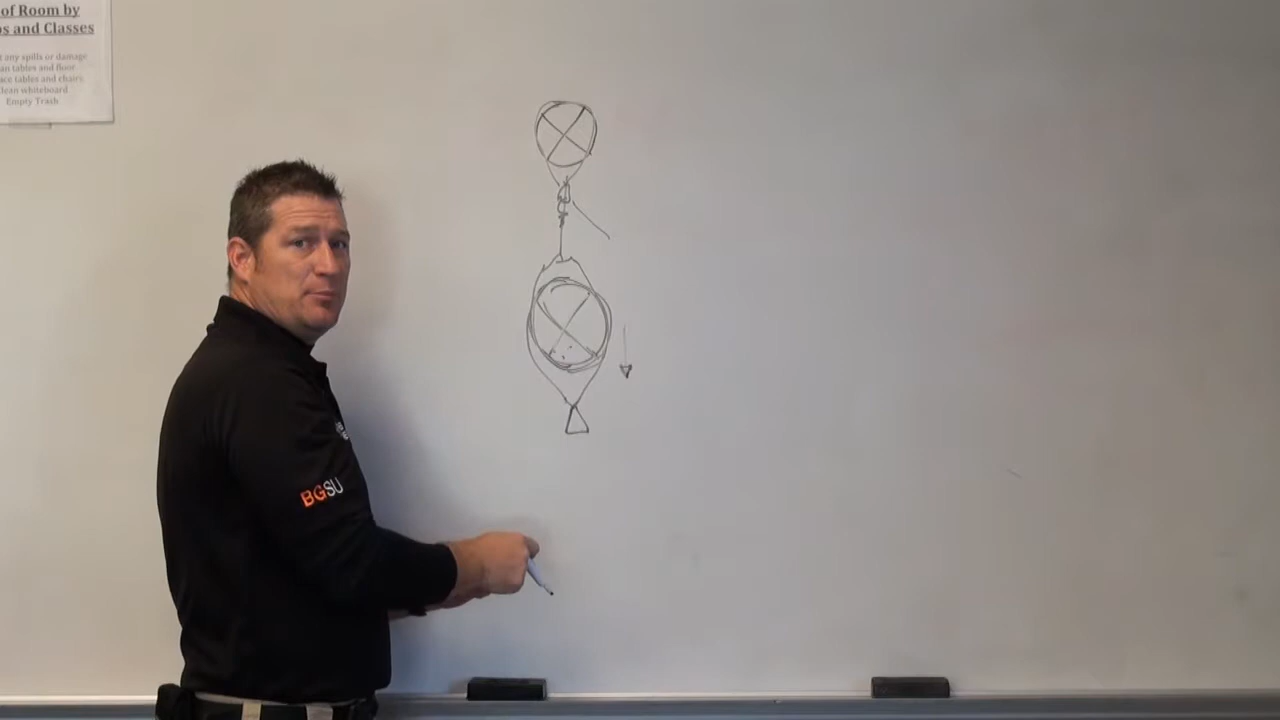 of Room by
os and Classes
t any spills or damage
an tables and floor
ace tables and chairs
lean whiteboard
Empty Trash
BGSU